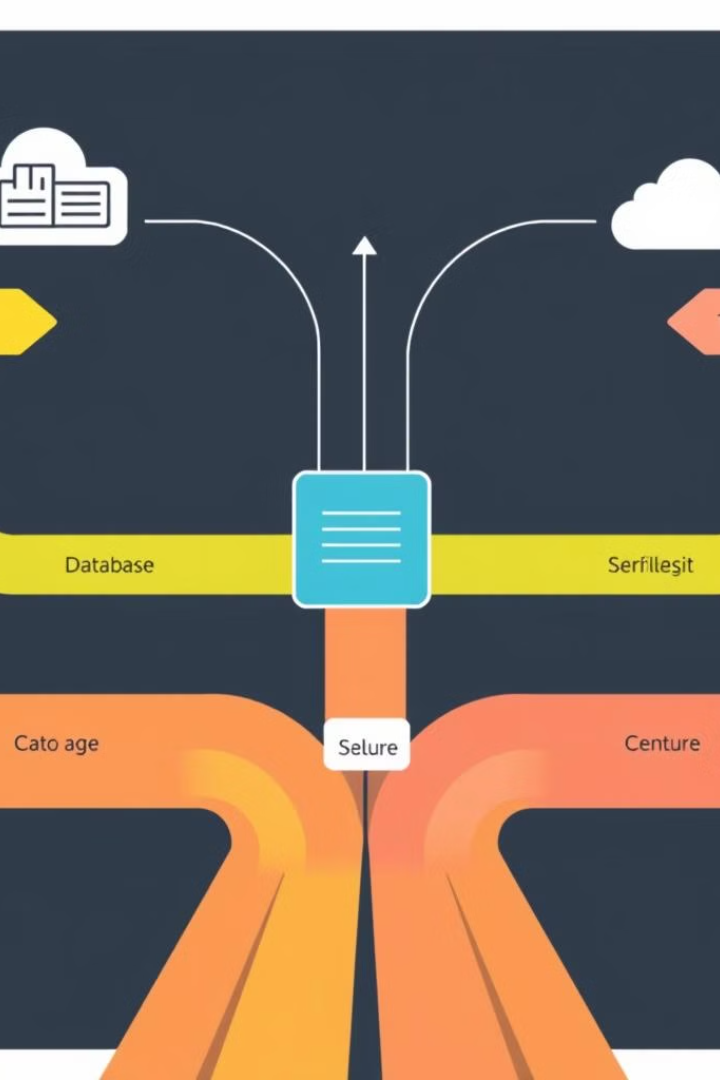 Database
Serfillesit
Cato age
Selure
Centure